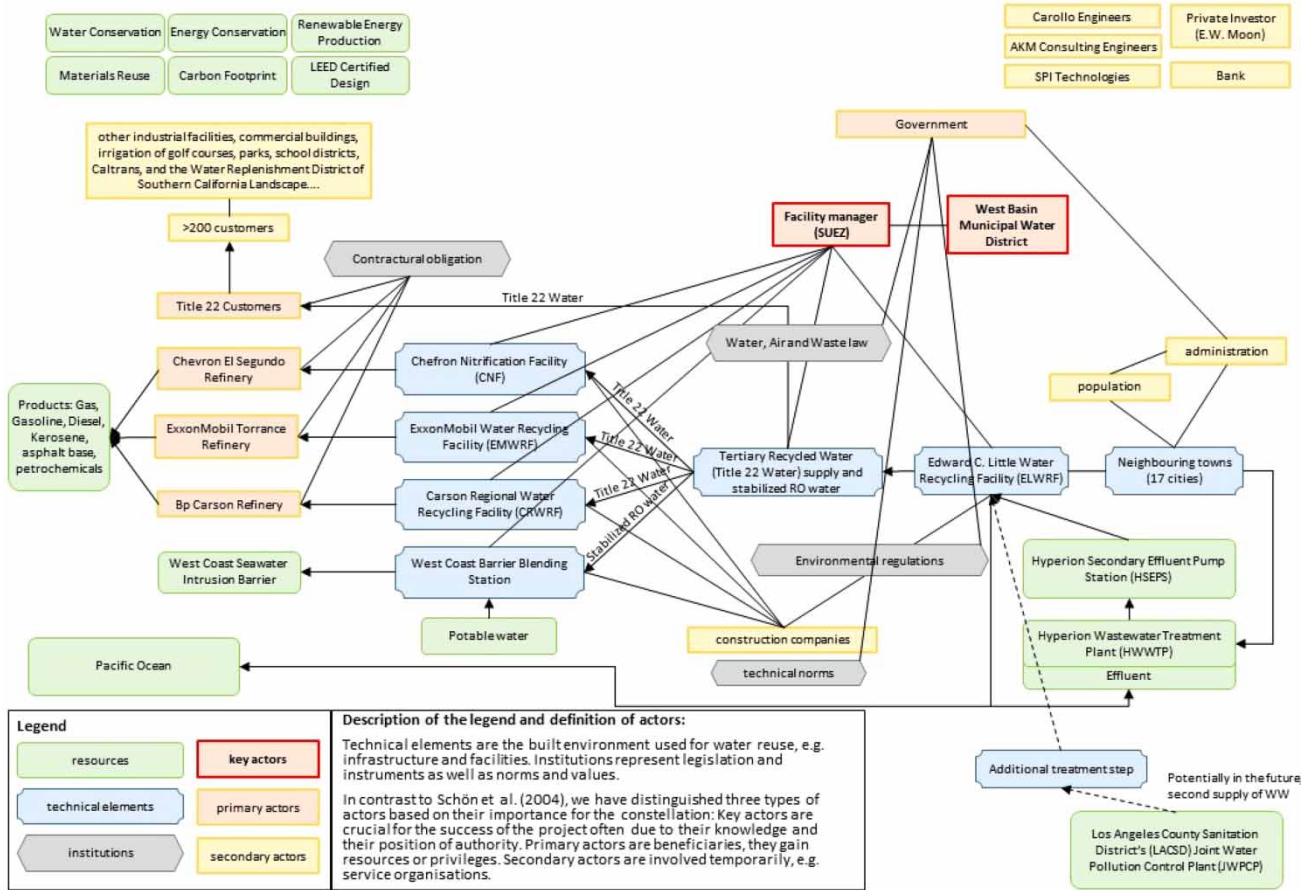 Water Conservation
Energy Conservation
Renewable Energy
Production
Materials Reuse
Carbon Footprint
LEED Certified
Design
Carollo Engineers
Private Investor
(E.W. Moon)
AKM Consulting Engineers
SPI Technologies
Bank
other industrial facilities, commercial buildings,
irrigation of golf courses, parks, school districts,
Caltrans, and the Water Replenishment District of
Southern California Landscape....
>200 customers
Government
Facility manager
(SUEZ)
West Basin
Municipal Water
District
Contractural obligation
Title 22 Customers
Title 22 Water
Water, Air and Waste law
administration
population
Chevron El Segundo
Refinery
Chefron Nitrification Facility
(CNF)
Products: Gas,
Gasoline, Diesel,
Kerosene,
asphalt base,
petrochemicals
ExxonMobil Torrance
Refinery
ExxonMobil Water Recycling
Facility (EMWRF)
Title 22 Water
Title 22 Water
Title 22 Water
Stabilized RO water
Tertiary Recycled Water
(Title 22 Water) supply and
stabilized RO water
Edward C. Little Water
Recycling Facility (ELWRF)
Neighbouring towns
(17 cities)
Bp Carson Refinery
Carson Regional Water
Recycling Facility (CRWRF)
West Coast Seawater
Intrusion Barrier
West Coast Barrier Blending
Station
Environmental regulations
Hyperion Secondary Effluent Pump
Station (HSEPS)
Potable water
construction companies
technical norms
Hyperion Wastewater Treatment
Plant (HWWTP)
Effluent
Pacific Ocean
Legend
resources
key actors
technical elements
primary actors
institutions
secondary actors
Description of the legend and definition of actors:
Technical elements are the built environment used for water reuse, e.g.
infrastructure and facilities. Institutions represent legislation and
instruments as well as norms and values.
In contrast to Schön et al. (2004), we have distinguished three types of
actors based on their importance for the constellation: Key actors are
crucial for the success of the project often due to their knowledge and
their position of authority. Primary actors are beneficiaries, they gain
resources or privileges. Secondary actors are involved temporarily, e.g.
service organisations.
Additional treatment step
Potentially in the future,
second supply of WW
Los Angeles County Sanitation
District's (LACSD) Joint Water
Pollution Control Plant (JWPCP)